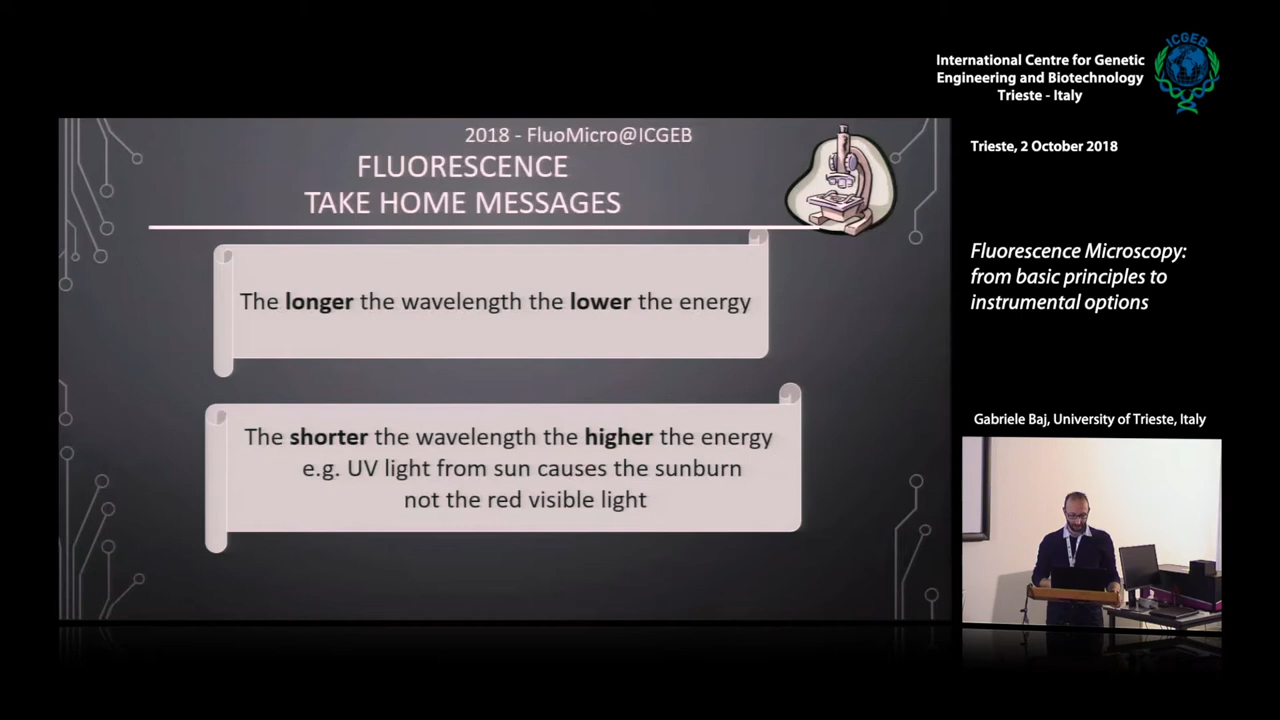 2018 - FluoMicro@ICGEB
FLUORESCENCE
TAKE HOME MESSAGES
The longer the wavelength the lower the energy
The shorter the wavelength the higher the energy
e.g. UV light from sun causes the sunburn
not the red visible light
ICGEB
International Centre for Genetic
Engineering and Biotechnology
Trieste - Italy
Trieste, 2 October 2018
Fluorescence Microscopy:
from basic principles to
instrumental options
Gabriele Baj, University of Trieste, Italy